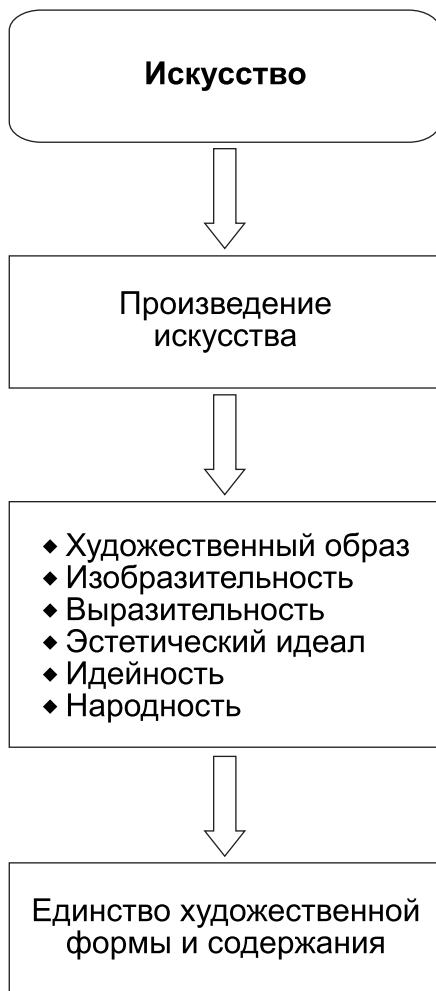 Искусство
Произведение
искусства
◆ Художественный образ
◆ Изобразительность
◆ Выразительность
◆ Эстетический идеал
◆ Идейность
◆ Народность
Единство художественной
формы и содержания